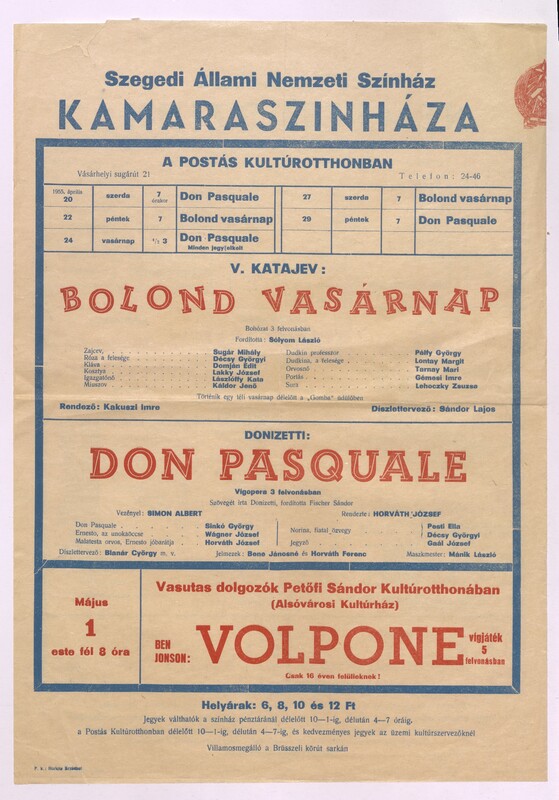 Szegedi Állami Nemzeti Színház
KAMARASZINHÁZA
A POSTÁS KULTÚROTTHONBAN
Vásárhelyi sugárút 21
Telefon: 24-46
1955. április 20 szerda 7 órakor Don Pasquale
22 péntek 7 Bolond vasárnap
24 vasárnap 1/2 3 Don Pasquale
Minden jegy elkelt
27 szerda 7 Bolond vasárnap
29 péntek 7 Don Pasquale
V. KATAJEV:
BOLOND VASÁRNAP
Bohózat 3 felvonásban
Fordította: Sólyom László
Zajcev Sugár Mihály
Róza a felesége Décsy Györgyi
Kláva Domján Edit
Kosztya Lakky József
Igazgatónő Lászlóffy Kata
Miuszov Káldor Jenő
Dudkin professor Pálfy György
Dudkina, a felesége Lontay Margit
Orvosnő Tarnay Mari
Portás Gémesi Imre
Sura Lehoczky Zsuzsa
Történik egy téli vasárnap délelőtt a „Gomba” üdülőben
Rendező: Kakuszi Imre
Díszlettervező: Sándor Lajos
DONIZETTI:
DON PASQUALE
Vígopera 3 felvonásban
Szövegét írta Donizetti, fordította Fischer Sándor
Vezényel: SIMON ALBERT
Rendezte: HORVÁTH JÓZSEF
Don Pasquale Sinkó György
Ernesto, az unokaöccse Wágner József
Malatesta orvos, Ernesto jóbarátja Horváth József
Norina, fiatal özvegy Pesti Ella
Décsy Györgyi
Jegyző Gaál József
Díszlettervező: Blanár György m. v.
Jelmezek: Bene Jánosné és Horváth Ferenc
Maszkmester: Mánik László
Május
1
este fél 8 óra
Vasutas dolgozók Petőfi Sándor Kultúrotthonában
(Alsóvárosi Kultúrház)
BEN
JONSON:
VOLPONE
vígjáték
5
felvonásban
Csak 16 éven felülieknek!
Helyárak: 6, 8, 10 és 12 Ft
Jegyek válthatók a színház pénztáránál délelőtt 10—1-ig, délután 4—7 óráig,
a Postás Kultúrotthonban délelőtt 10—1-ig, délután 4—7-ig, és kedvezményes jegyek az üzemi kultúrszervezőknél
Villamosmegálló a Brüsszeli körút sarkán